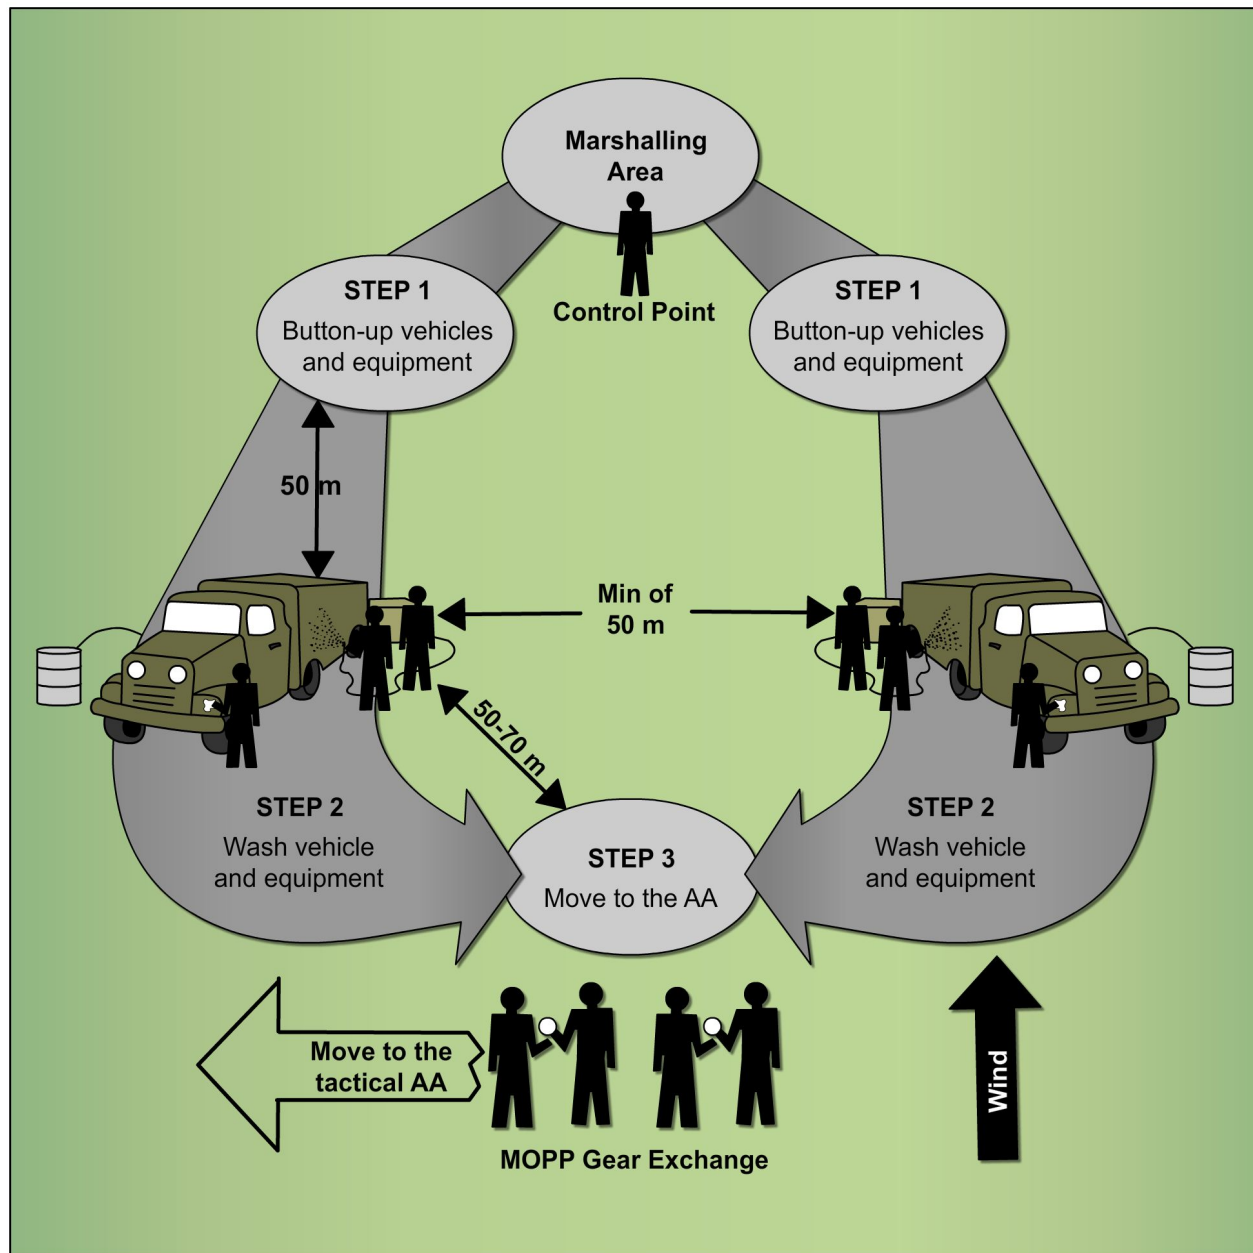 Marshalling
Area
Control Point
STEP 1
Button-up vehicles
and equipment
STEP 1
Button-up vehicles
and equipment
50 m
Min of
50 m
50-70 m
STEP 2
Wash vehicle
and equipment
STEP 2
Wash vehicle
and equipment
STEP 3
Move to the AA
Move to the
tactical AA
MOPP Gear Exchange
Wind